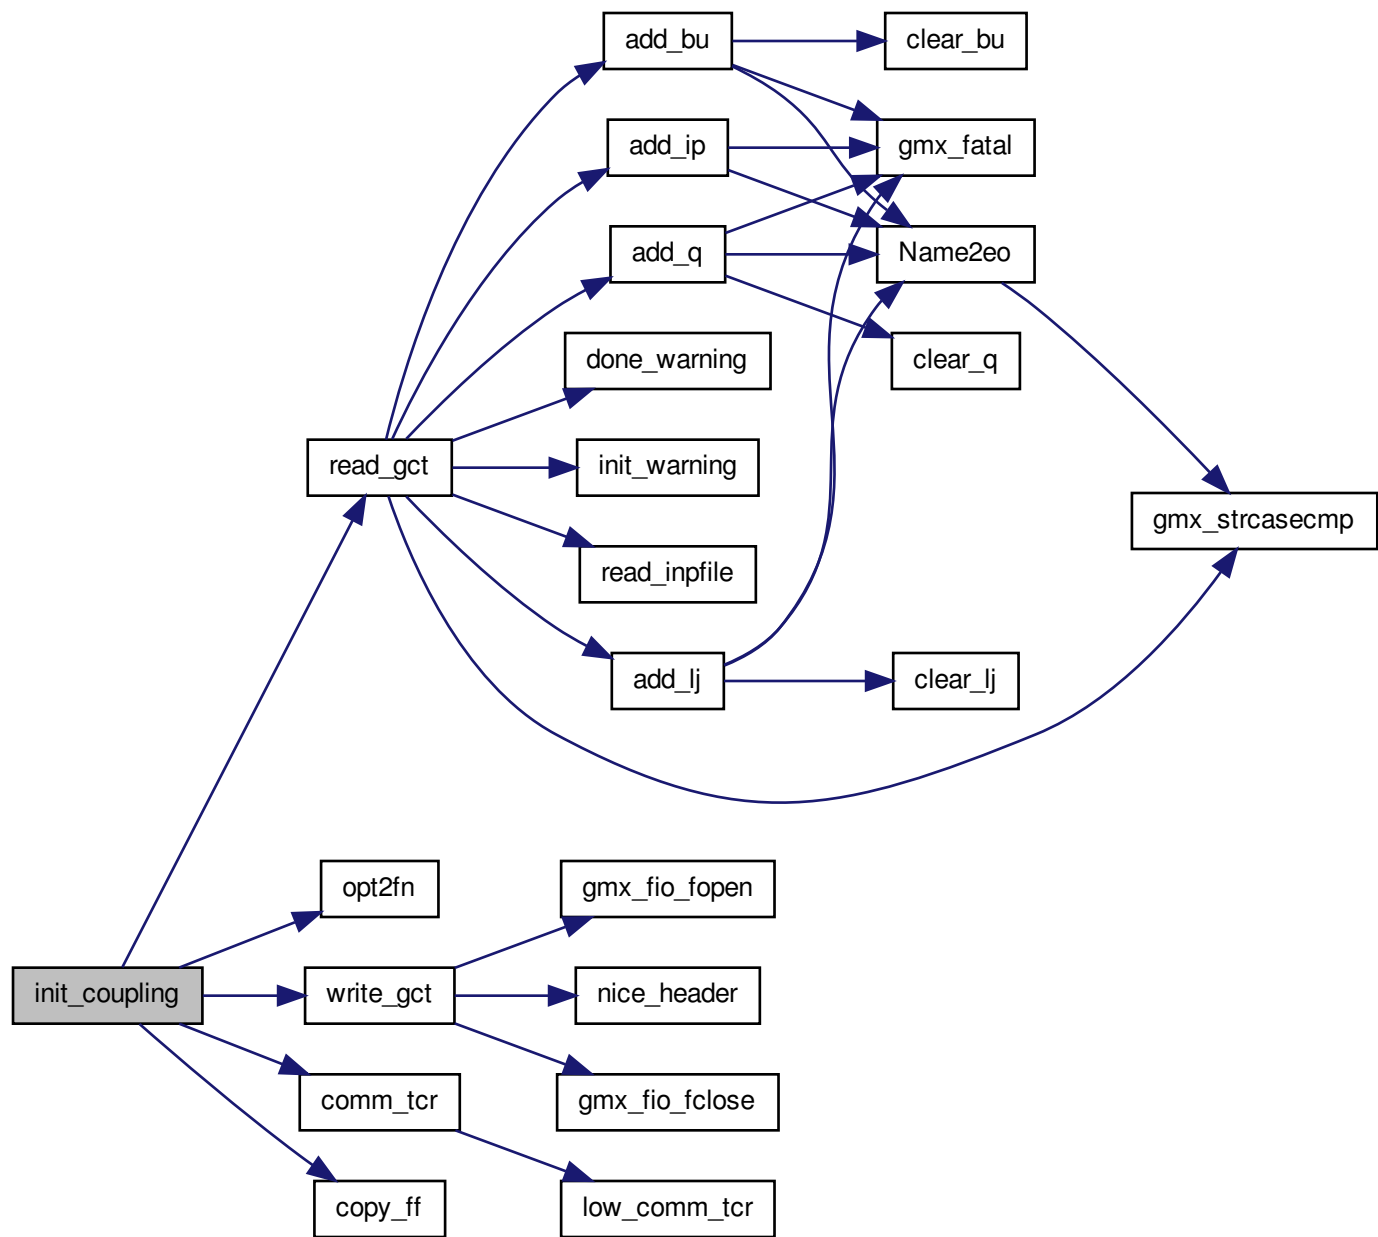 add_bu
clear_bu
add_ip
gmx_fatal
add_q
Name2eo
done_warning
clear_q
read_gct
init_warning
gmx_strcasecmp
read_inpfile
add_lj
clear_lj
opt2fn
gmx_fio_fopen
init_coupling
write_gct
nice_header
comm_tcr
gmx_fio_fclose
copy_ff
low_comm_tcr